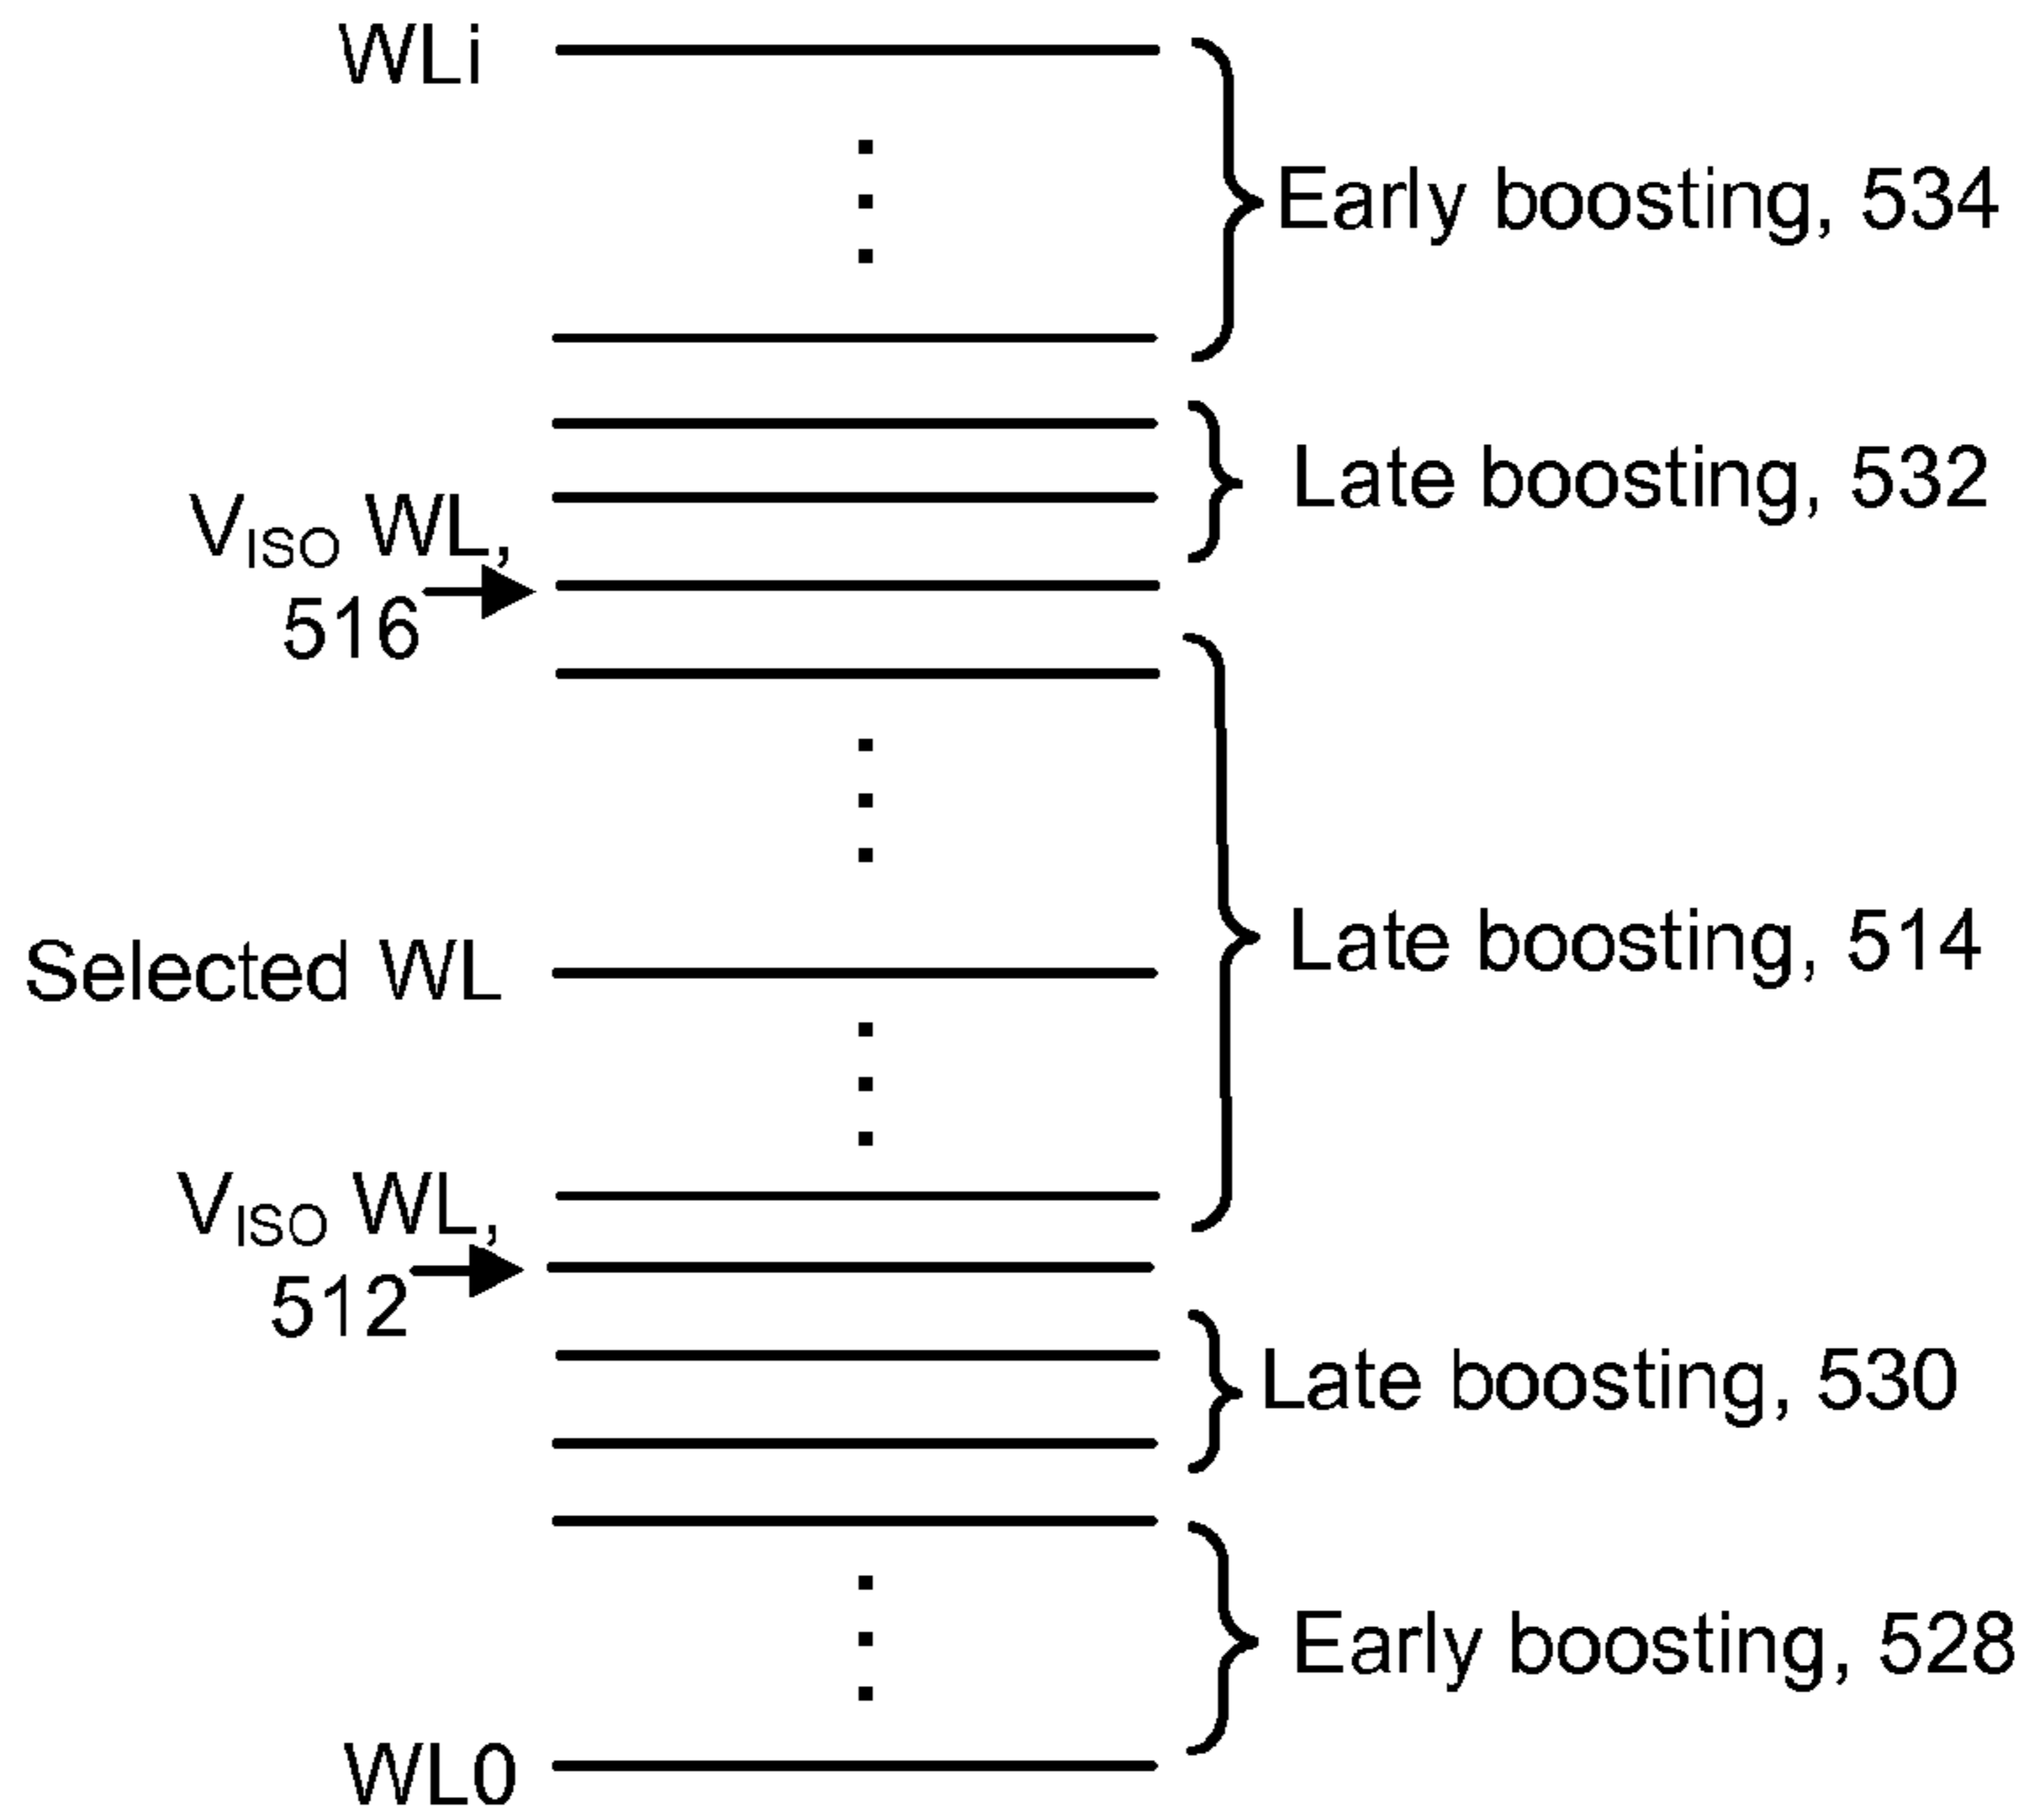 WLi
Early boosting, 534
Late boosting, 532
VISO WL,
516
Late boosting, 514
Selected WL
VISO WL,
512
Late boosting, 530
Early boosting, 528
WL0